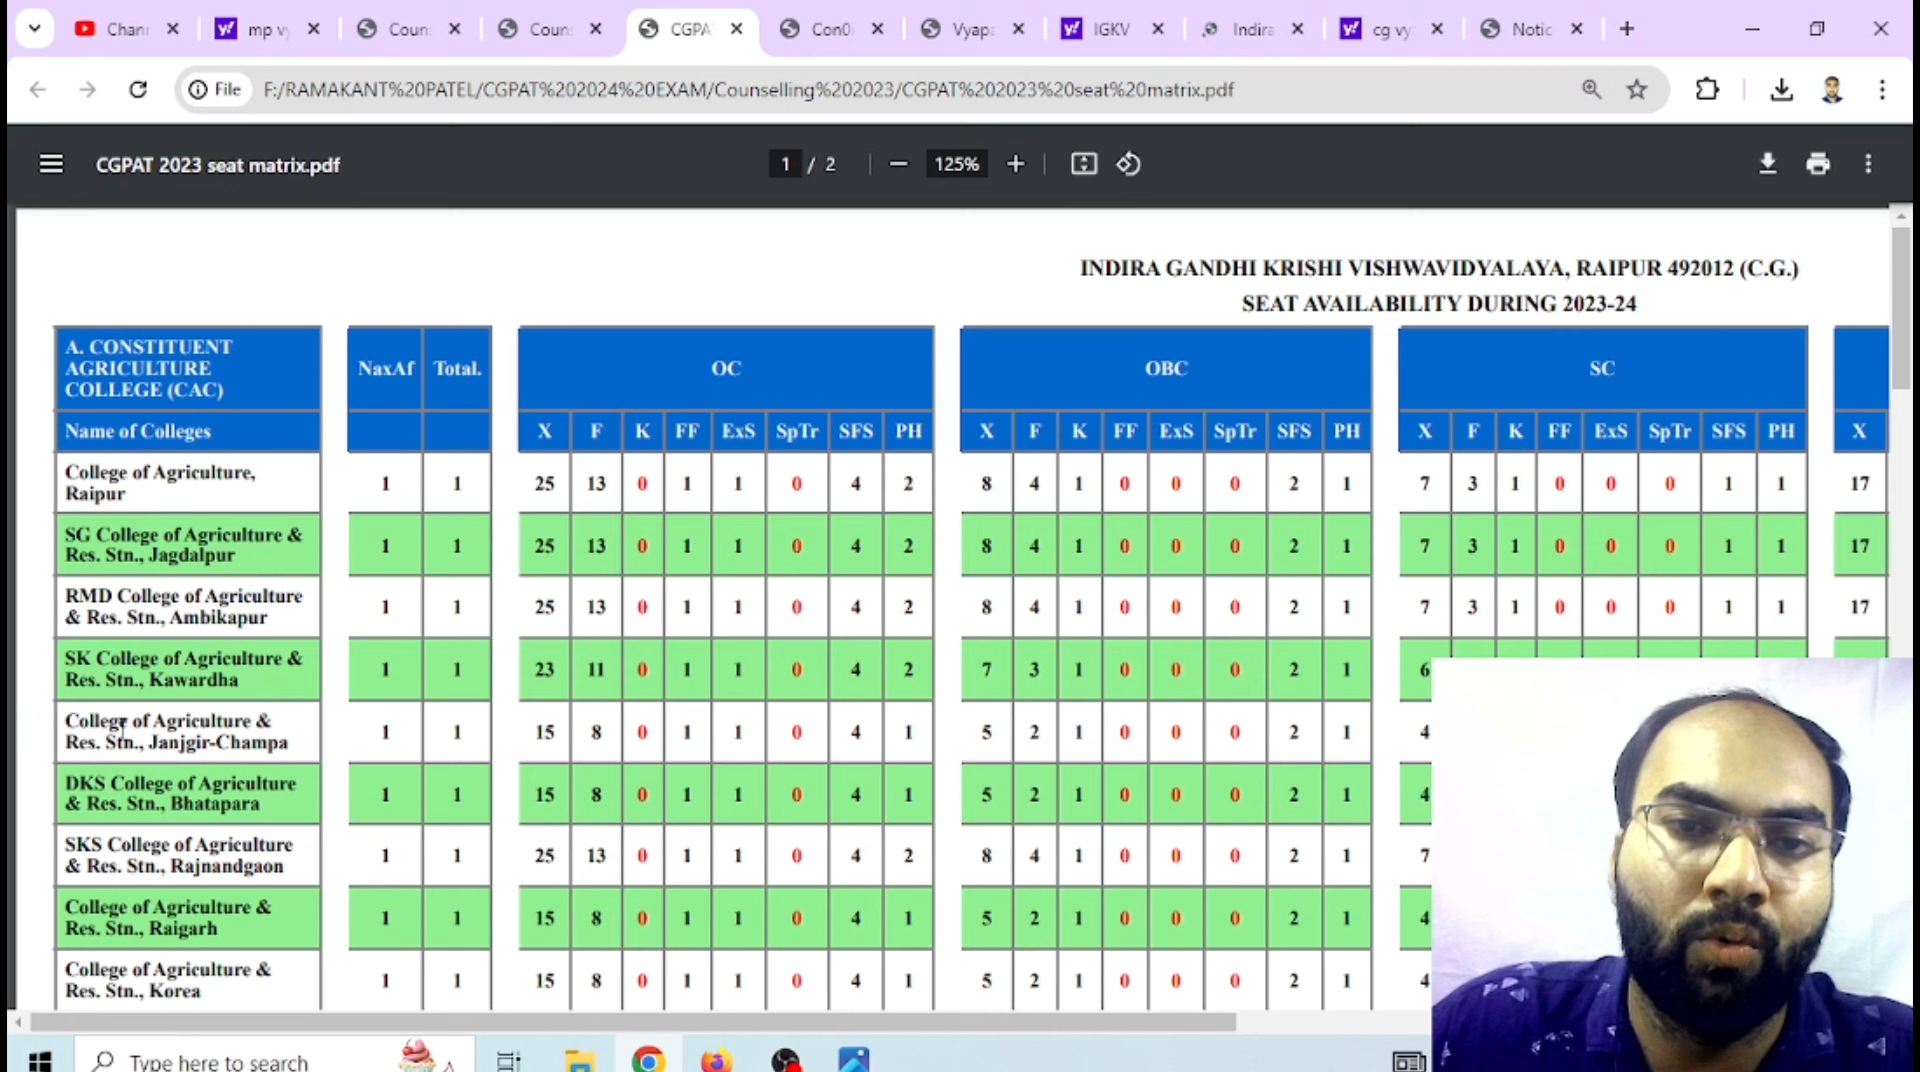 Chan
mp vy
Coun
Coun
CGPA
Con0
Vyapa
IGKV
Indira
cg vy
Notic
File
F:/RAMAKANT%20PATEL/CGPAT%202024%20EXAM/Counselling%202023/CGPAT%202023%20seat%20matrix.pdf
CGPAT 2023 seat matrix.pdf
1 / 2
125%
INDIRA GANDHI KRISHI VISHWAVIDYALAYA, RAIPUR 492012 (C.G.)
SEAT AVAILABILITY DURING 2023-24
A. CONSTITUENT
AGRICULTURE
COLLEGE (CAC)
NaxAf Total. OC OBC SC
Name of Colleges X F K FF ExS SpTr SFS PH X F K FF ExS SpTr SFS PH X F K FF ExS SpTr SFS PH X
College of Agriculture,
Raipur 1 1 25 13 0 1 1 0 4 2 8 4 1 0 0 0 2 1 7 3 1 0 0 0 1 1 17
SG College of Agriculture &
Res. Stn., Jagdalpur 1 1 25 13 0 1 1 0 4 2 8 4 1 0 0 0 2 1 7 3 1 0 0 0 1 1 17
RMD College of Agriculture
& Res. Stn., Ambikapur 1 1 25 13 0 1 1 0 4 2 8 4 1 0 0 0 2 1 7 3 1 0 0 0 1 1 17
SK College of Agriculture &
Res. Stn., Kawardha 1 1 23 11 0 1 1 0 4 2 7 3 1 0 0 0 2 1 6
College of Agriculture &
Res. Stn., Janjgir-Champa 1 1 15 8 0 1 1 0 4 1 5 2 1 0 0 0 2 1 4
DKS College of Agriculture
& Res. Stn., Bhatapara 1 1 15 8 0 1 1 0 4 1 5 2 1 0 0 0 2 1 4
SKS College of Agriculture
& Res. Stn., Rajnandgaon 1 1 25 13 0 1 1 0 4 2 8 4 1 0 0 0 2 1 7
College of Agriculture &
Res. Stn., Raigarh 1 1 15 8 0 1 1 0 4 1 5 2 1 0 0 0 2 1 4
College of Agriculture &
Res. Stn., Korea 1 1 15 8 0 1 1 0 4 1 5 2 1 0 0 0 2 1 4
Type here to search